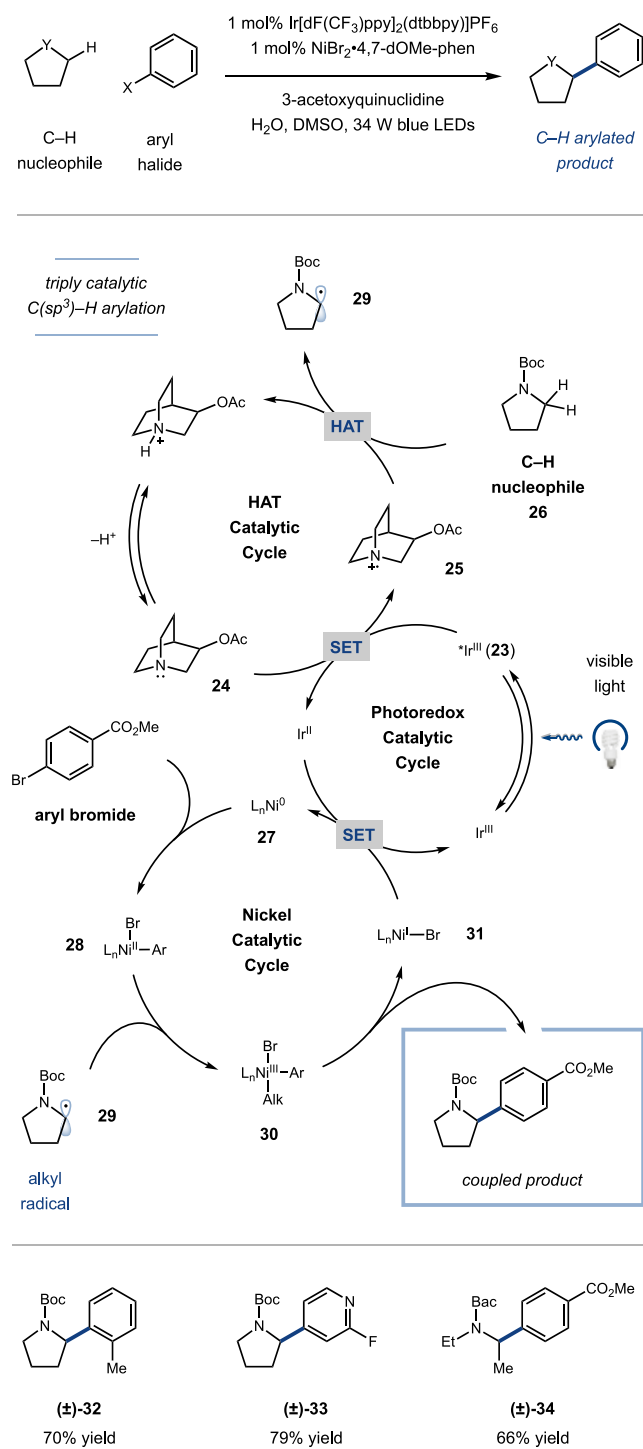 1 mol% Ir[dF(CF3)ppy]2(dtbbpy)]PF6
1 mol% NiBr2•4,7-dOMe-phen
3-acetoxyquinuclidine
H2O, DMSO, 34 W blue LEDs
Y
H
X
Y
C–H
nucleophile
aryl
halide
C–H arylated
product
triply catalytic
C(sp3)–H arylation
Boc
N
29
OAc
N
H
+
HAT
Boc
N
H
H
C–H
nucleophile
26
HAT
Catalytic
Cycle
–H+
OAc
N
+
25
OAc
N
24
SET
*IrIII (23)
visible
light
IrII
Photoredox
Catalytic
Cycle
CO2Me
Br
aryl bromide
LnNi0
27
SET
IrIII
28
Br
LnNiII Ar
Nickel
Catalytic
Cycle
LnNiI Br
31
Br
LnNiIII Ar
Alk
30
Boc
N
29
alkyl
radical
CO2Me
Boc
N
coupled product
Boc
N
Me
(±)-32
70% yield
Boc
N
N
F
(±)-33
79% yield
CO2Me
Bac
N
Et
Me
(±)-34
66% yield